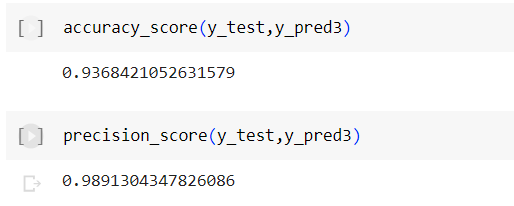 [ ] accuracy_score(y_test,y_pred3)
0.9368421052631579
[ ] precision_score(y_test,y_pred3)
0.9891304347826086